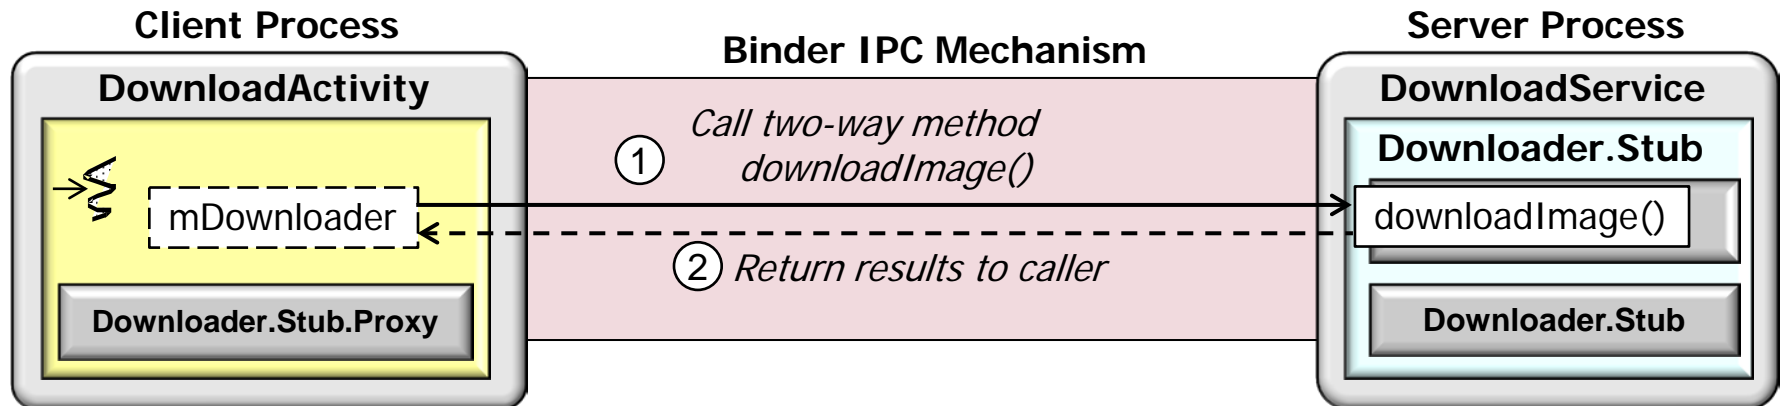 Client Process
DownloadActivity
mDownloader
Downloader.Stub.Proxy
Binder IPC Mechanism
1
Call two-way method
downloadImage()
2 Return results to caller
Server Process
DownloadService
Downloader.Stub
downloadImage()
Downloader.Stub